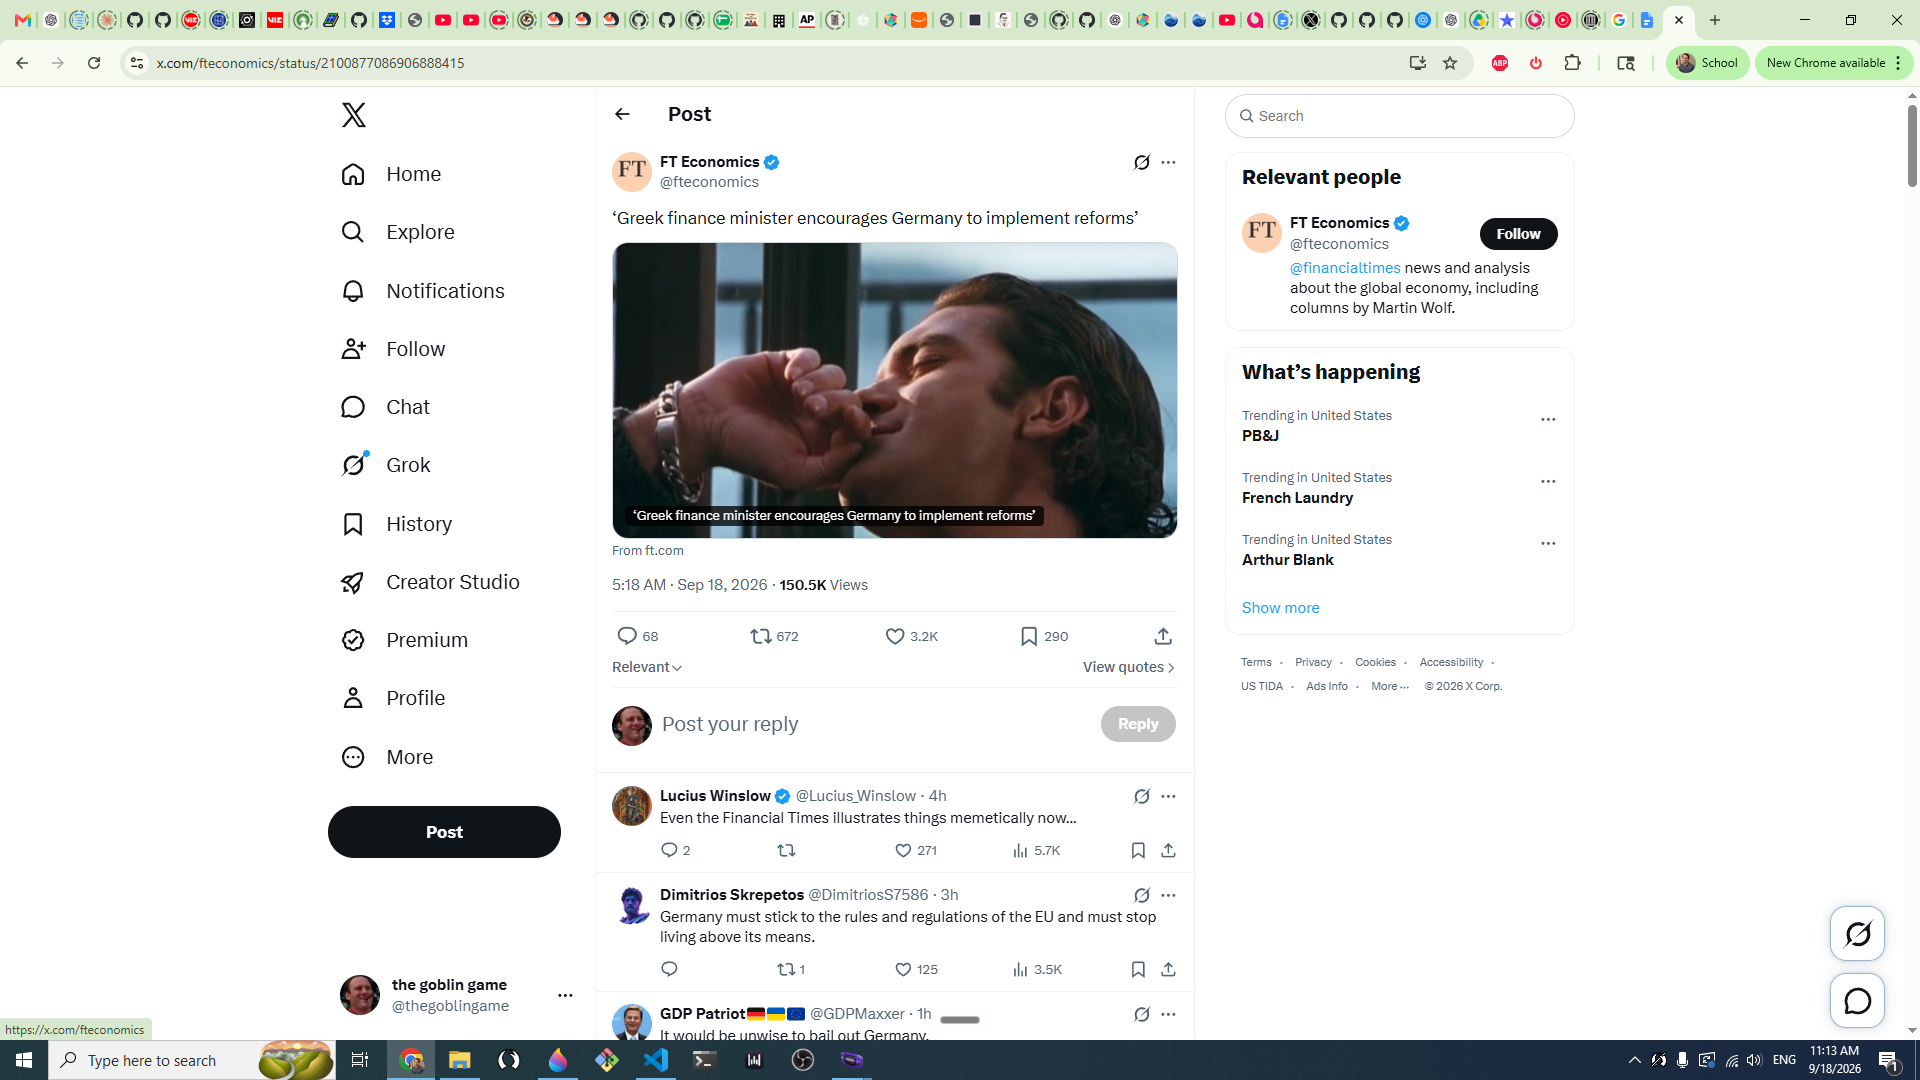 x.com/fteconomics/status/2100877086906888415
ABP
School
New Chrome available
Home
Explore
Notifications
Follow
Chat
Grok
History
Creator Studio
Premium
Profile
More
Post
the goblin game
@thegoblingame
https://x.com/fteconomics
Post
FT
FT Economics
@fteconomics
‘Greek finance minister encourages Germany to implement reforms’
‘Greek finance minister encourages Germany to implement reforms’
From ft.com
5:18 AM · Sep 18, 2026 · 150.5K Views
68 672 3.2K 290
Relevant View quotes
Post your reply Reply
Lucius Winslow @Lucius_Winslow · 4h
Even the Financial Times illustrates things memetically now...
2 271 5.7K
Dimitrios Skrepetos @DimitriosS7586 · 3h
Germany must stick to the rules and regulations of the EU and must stop
living above its means.
1 125 3.5K
GDP Patriot🇩🇪🇺🇦🇪🇺 @GDPMaxxer · 1h
It would be unwise to bail out Germany.
Search
Relevant people
FT
FT Economics
@fteconomics
Follow
@financialtimes news and analysis
about the global economy, including
columns by Martin Wolf.
What’s happening
Trending in United States
PB&J
Trending in United States
French Laundry
Trending in United States
Arthur Blank
Show more
Terms · Privacy · Cookies · Accessibility ·
US TIDA · Ads Info · More ··· © 2026 X Corp.
Type here to search
ENG
11:13 AM
9/18/2026
1